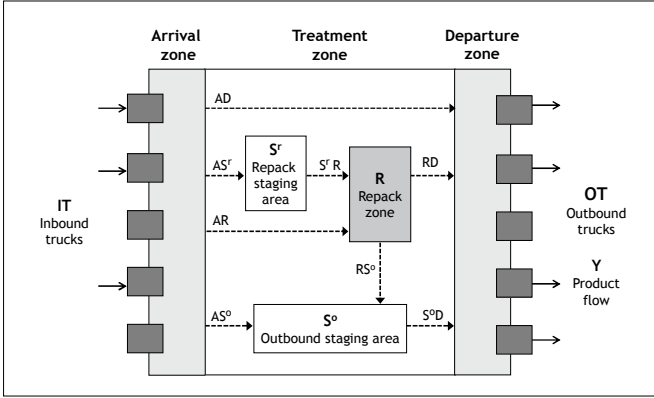 Arrival
zone
Treatment
zone
Departure
zone
AD
ASʳ
Sʳ
Repack
staging
area
Sʳ R
R
Repack
zone
RD
IT
Inbound
trucks
AR
OT
Outbound
trucks
RSᵒ
Y
Product
flow
ASᵒ
Sᵒ
Outbound staging area
SᵒD